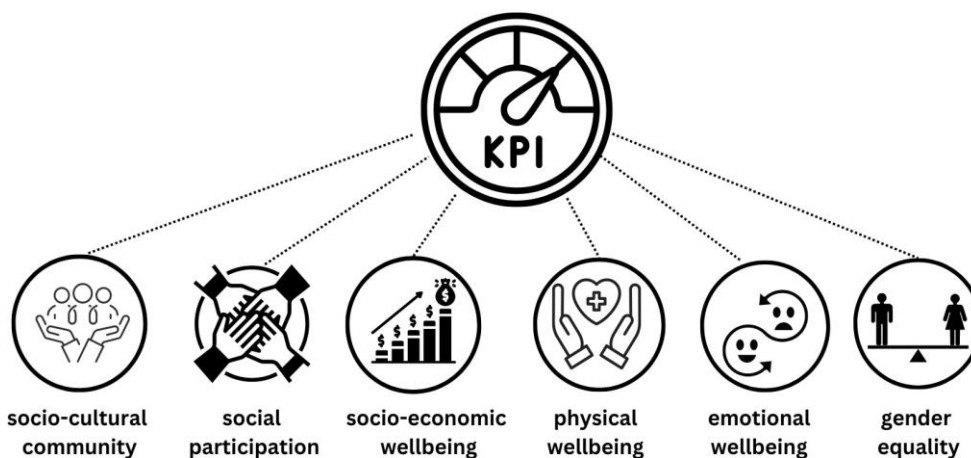 KPI
$ $ $ $ $
socio-cultural
community
social
participation
socio-economic
wellbeing
physical
wellbeing
emotional
wellbeing
gender
equality